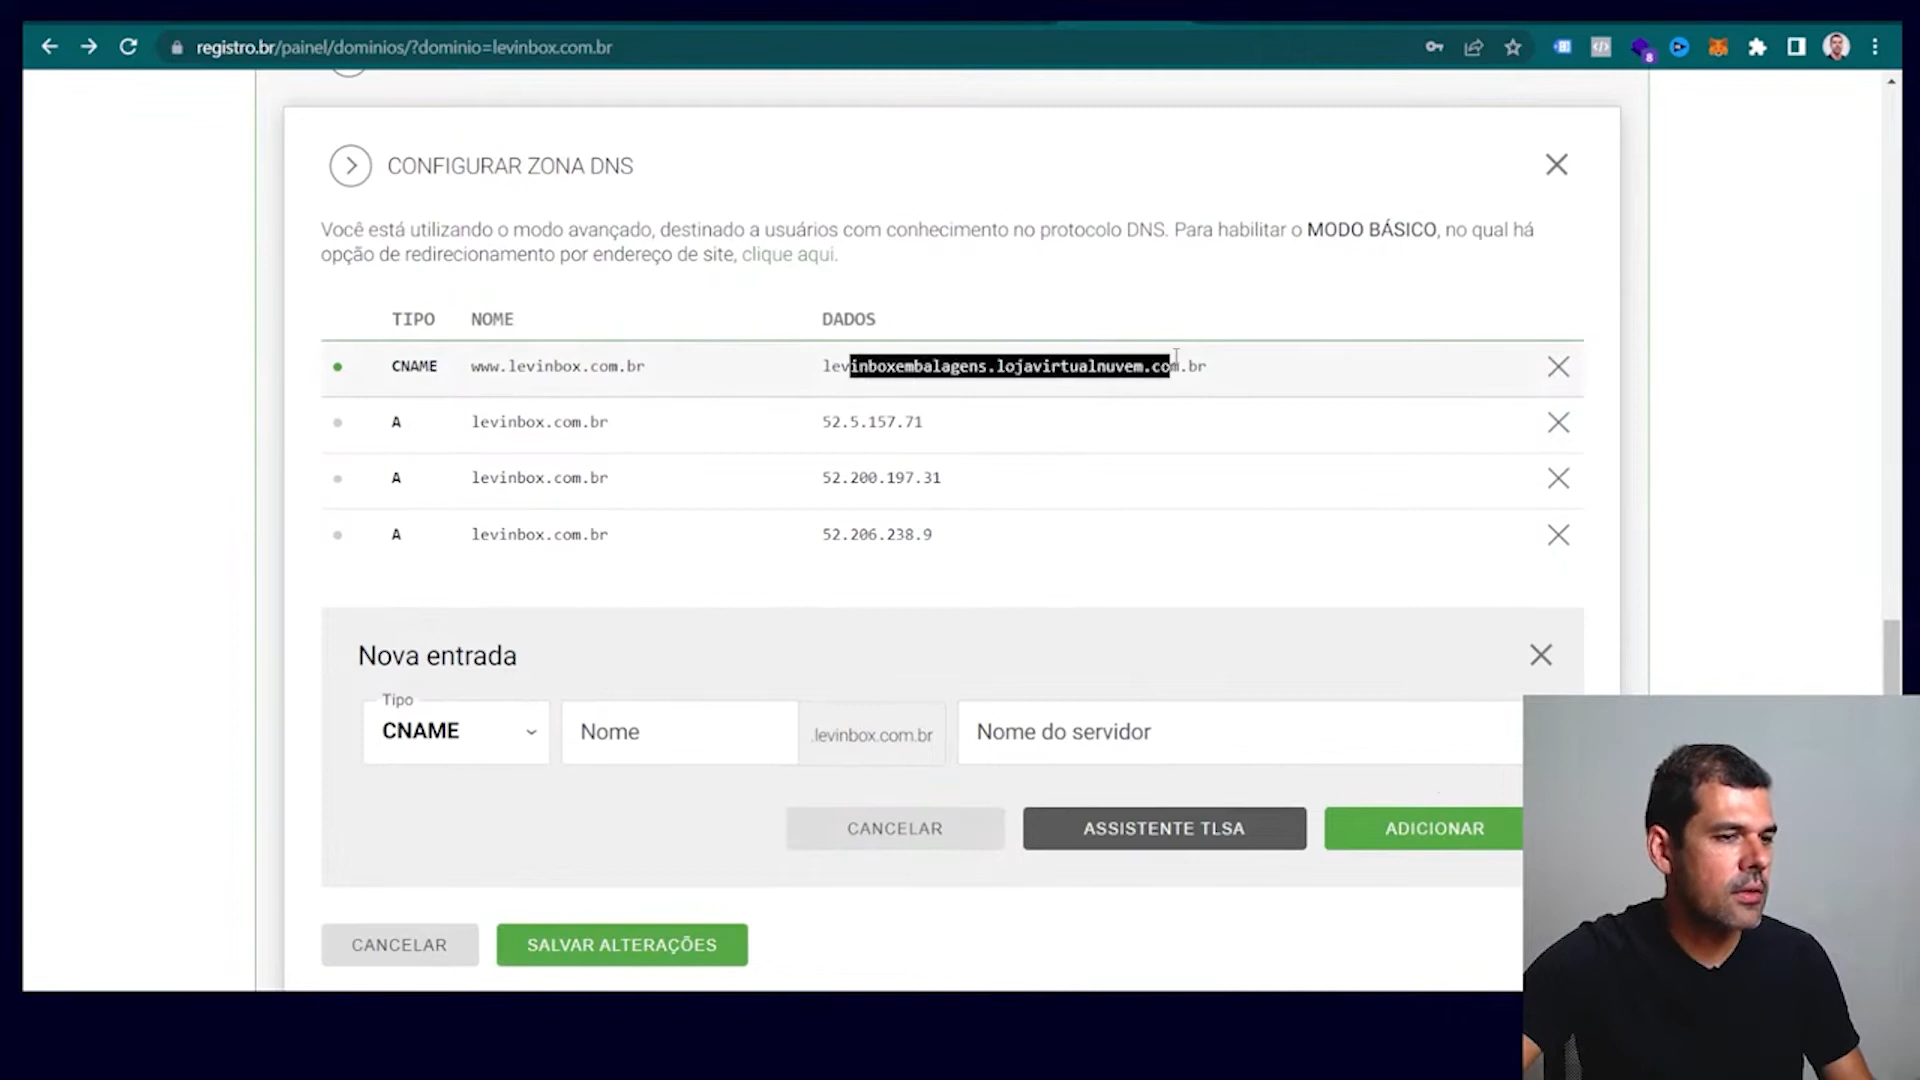 registro.br/painel/dominios/?dominio=levinbox.com.br
8
CONFIGURAR ZONA DNS
Você está utilizando o modo avançado, destinado a usuários com conhecimento no protocolo DNS. Para habilitar o MODO BÁSICO, no qual há
opção de redirecionamento por endereço de site, clique aqui.
TIPO NOME DADOS
CNAME www.levinbox.com.br levinboxembalagens.lojavirtualnuvem.com.br
A levinbox.com.br 52.5.157.71
A levinbox.com.br 52.200.197.31
A levinbox.com.br 52.206.238.9
Nova entrada
Tipo
CNAME Nome .levinbox.com.br Nome do servidor
CANCELAR ASSISTENTE TLSA ADICIONAR
CANCELAR SALVAR ALTERAÇÕES